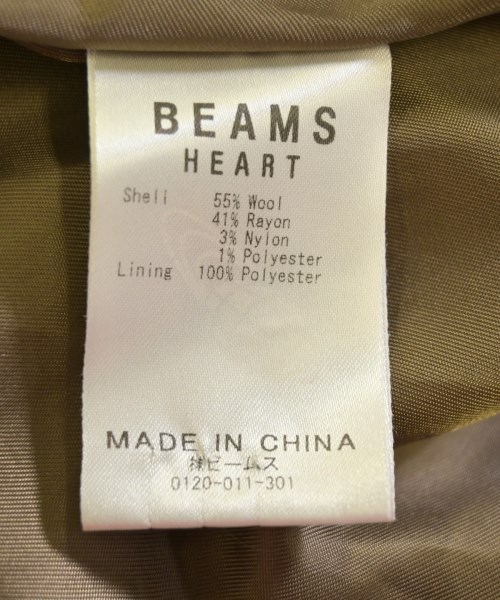 BEAMS
HEART
Shell 55% Wool
41% Rayon
3% Nylon
1% Polyester
Lining 100% Polyester
MADE IN CHINA
㈱ビームス
0120-011-301